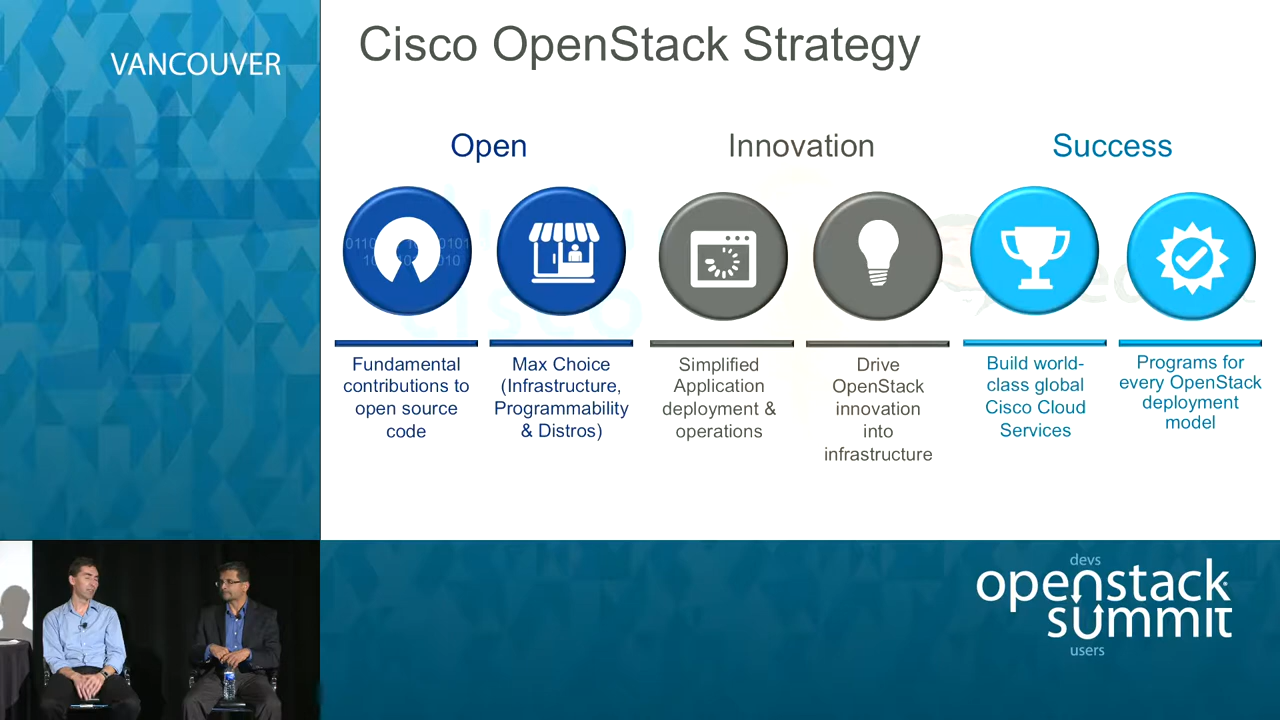 VANCOUVER
Cisco OpenStack Strategy
Open
Innovation
Success
Fundamental
contributions to
open source
code
Max Choice
(Infrastructure,
Programmability
& Distros)
Simplified
Application
deployment &
operations
Drive
OpenStack
innovation
into
infrastructure
Build world-
class global
Cisco Cloud
Services
Programs for
every OpenStack
deployment
model
devs
openstack
summit
users